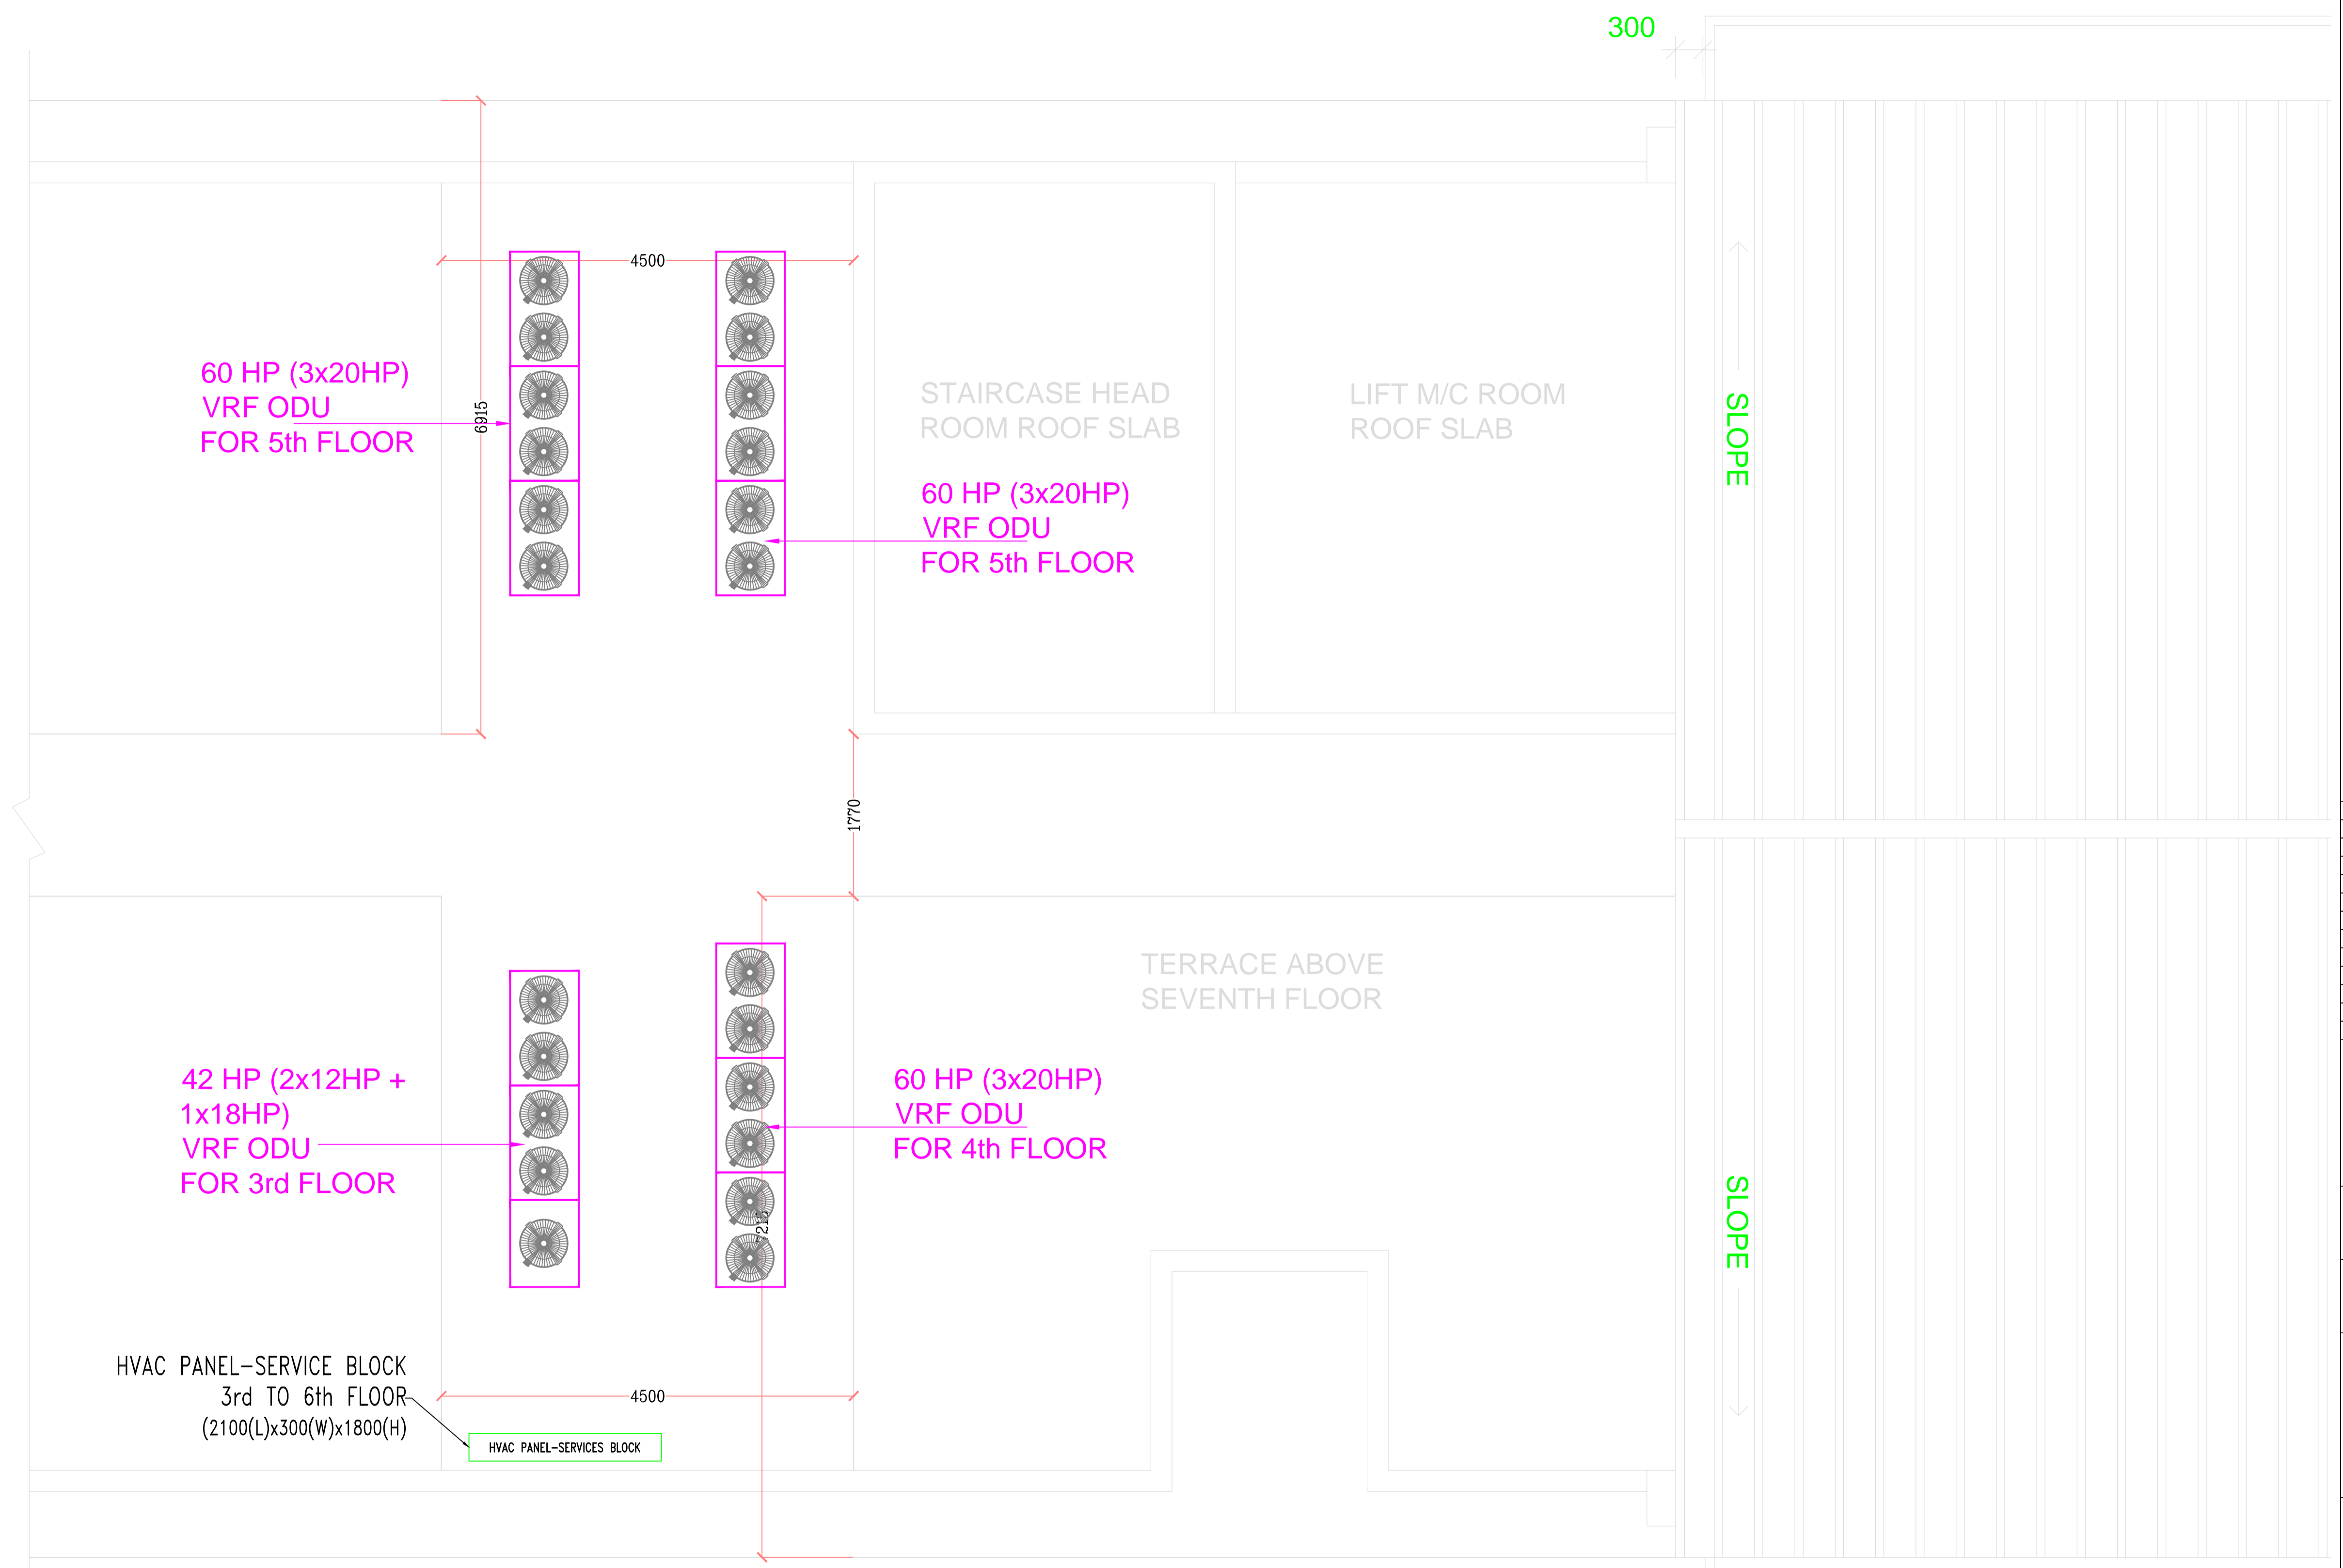 300
4500
60 HP (3x20HP)
VRF ODU
FOR 5th FLOOR
6915
STAIRCASE HEAD
ROOM ROOF SLAB
LIFT M/C ROOM
ROOF SLAB
SLOPE
60 HP (3x20HP)
VRF ODU
FOR 5th FLOOR
1770
TERRACE ABOVE
SEVENTH FLOOR
42 HP (2x12HP +
1x18HP)
VRF ODU
FOR 3rd FLOOR
60 HP (3x20HP)
VRF ODU
FOR 4th FLOOR
SLOPE
HVAC PANEL-SERVICE BLOCK
3rd TO 6th FLOOR
(2100(L)x300(W)x1800(H)
4500
HVAC PANEL-SERVICES BLOCK